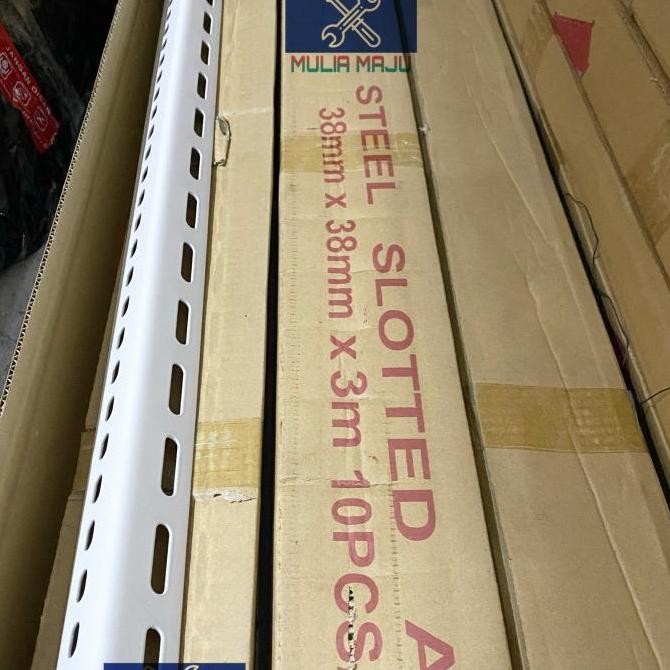 MULIA MAJU
STEEL SLOTTED A
38mm x 38mm x 3m 10PCS